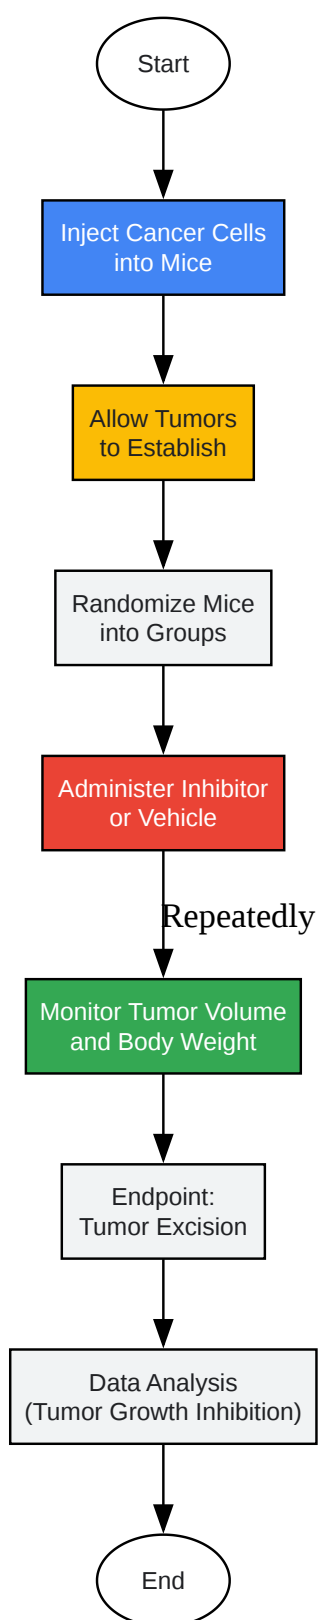 Start
Inject Cancer Cells
into Mice
Allow Tumors
to Establish
Randomize Mice
into Groups
Administer Inhibitor
or Vehicle
Repeatedly
Monitor Tumor Volume
and Body Weight
Endpoint:
Tumor Excision
Data Analysis
(Tumor Growth Inhibition)
End